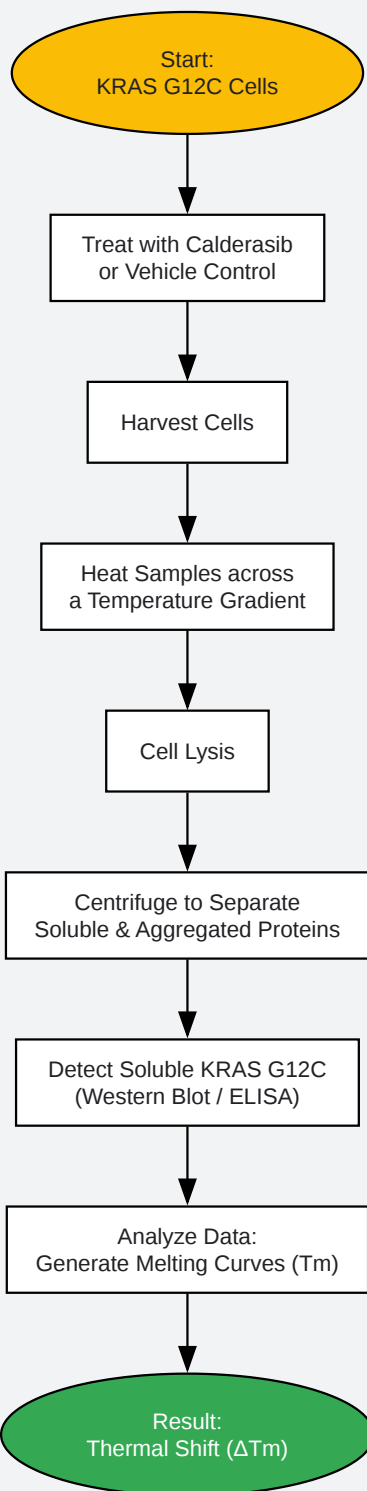 Start:
KRAS G12C Cells
Treat with Calderasib
or Vehicle Control
Harvest Cells
Heat Samples across
a Temperature Gradient
Cell Lysis
Centrifuge to Separate
Soluble & Aggregated Proteins
Detect Soluble KRAS G12C
(Western Blot / ELISA)
Analyze Data:
Generate Melting Curves (Tm)
Result:
Thermal Shift (ΔTm)